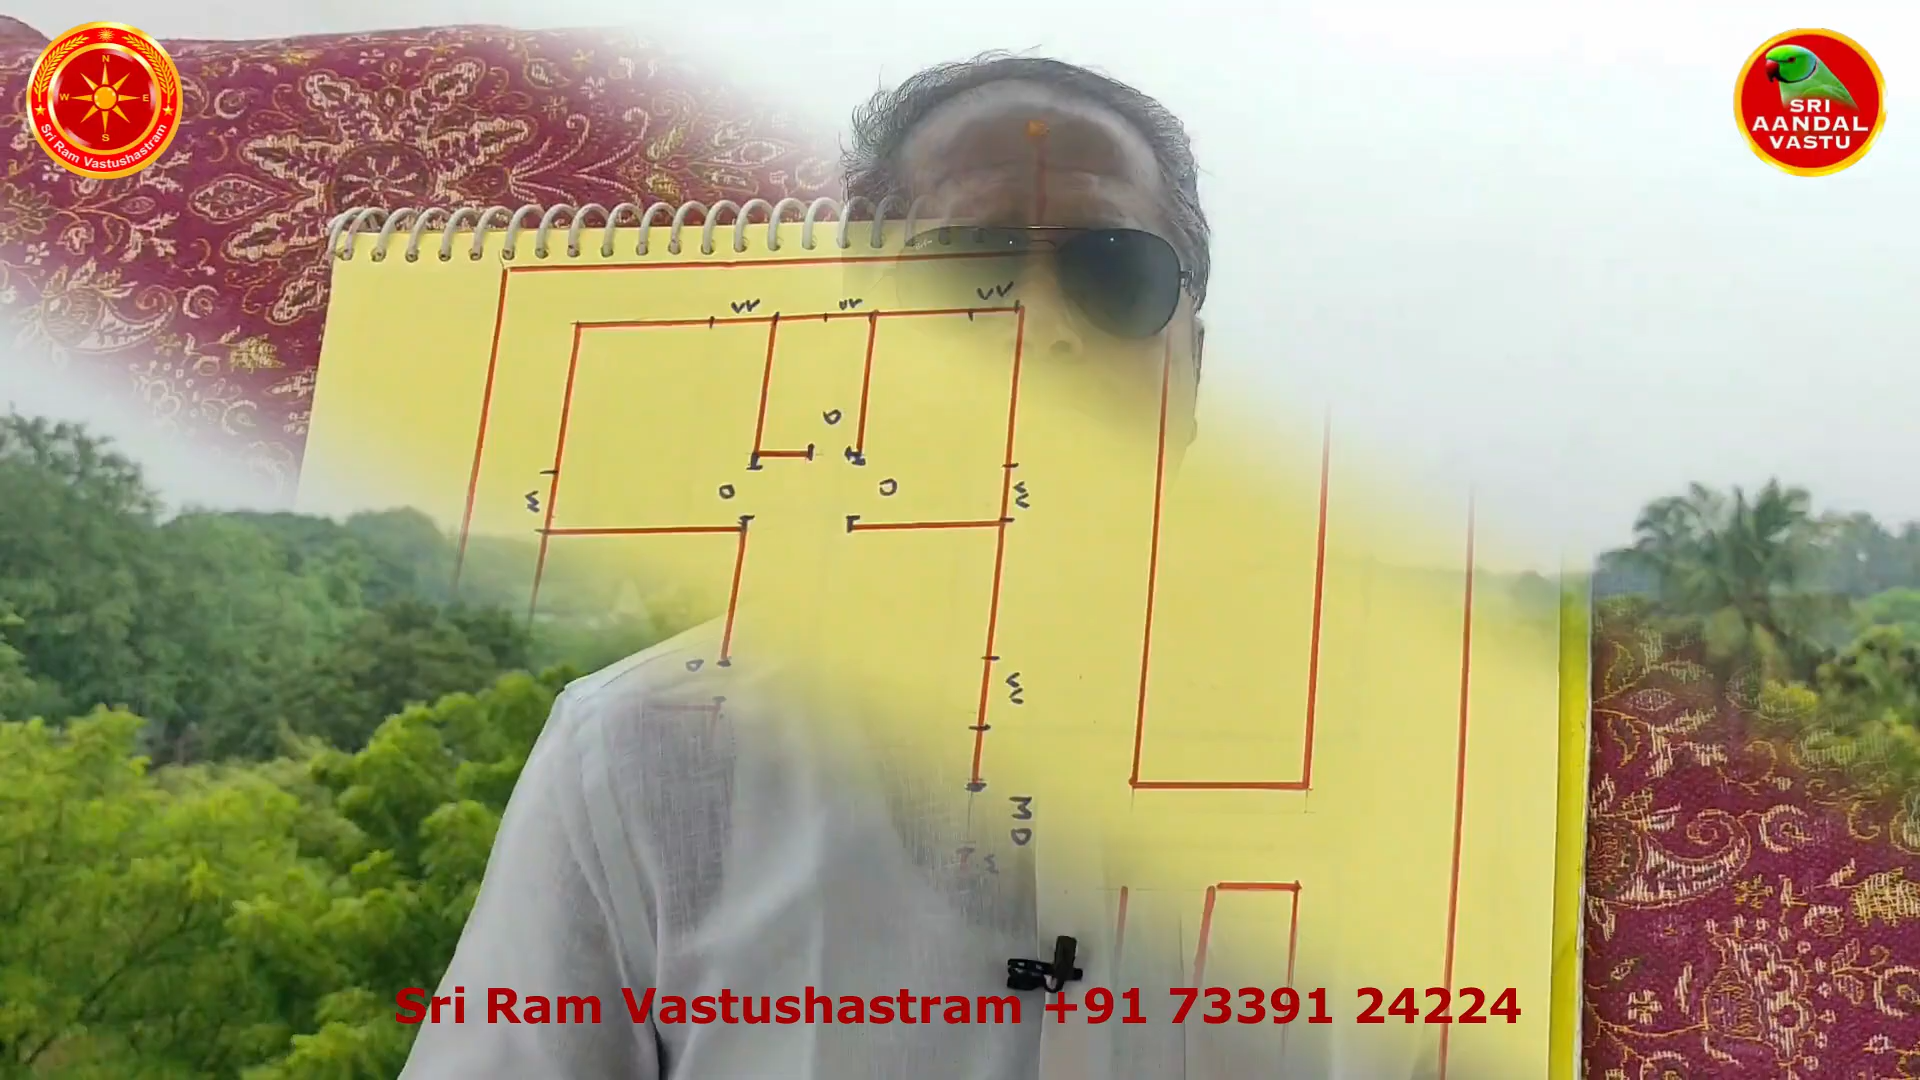 N
W E
S
Sri Ram Vastushastram
SRI
AANDAL
VASTU
W W W
D
W D D W
D W
M D
W
Sri Ram Vastushastram +91 73391 24224